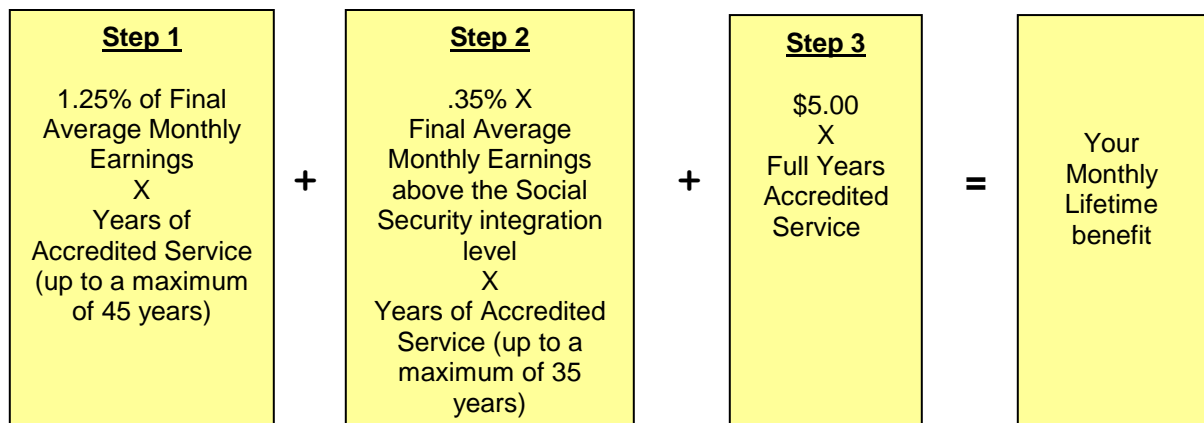 Step 1
1.25% of Final
Average Monthly
Earnings
X
Years of
Accredited Service
(up to a maximum
of 45 years)
+
Step 2
.35% X
Final Average
Monthly Earnings
above the Social
Security integration
level
X
Years of Accredited
Service (up to a
maximum of 35
years)
+
Step 3
$5.00
X
Full Years
Accredited
Service
=
Your
Monthly
Lifetime
benefit